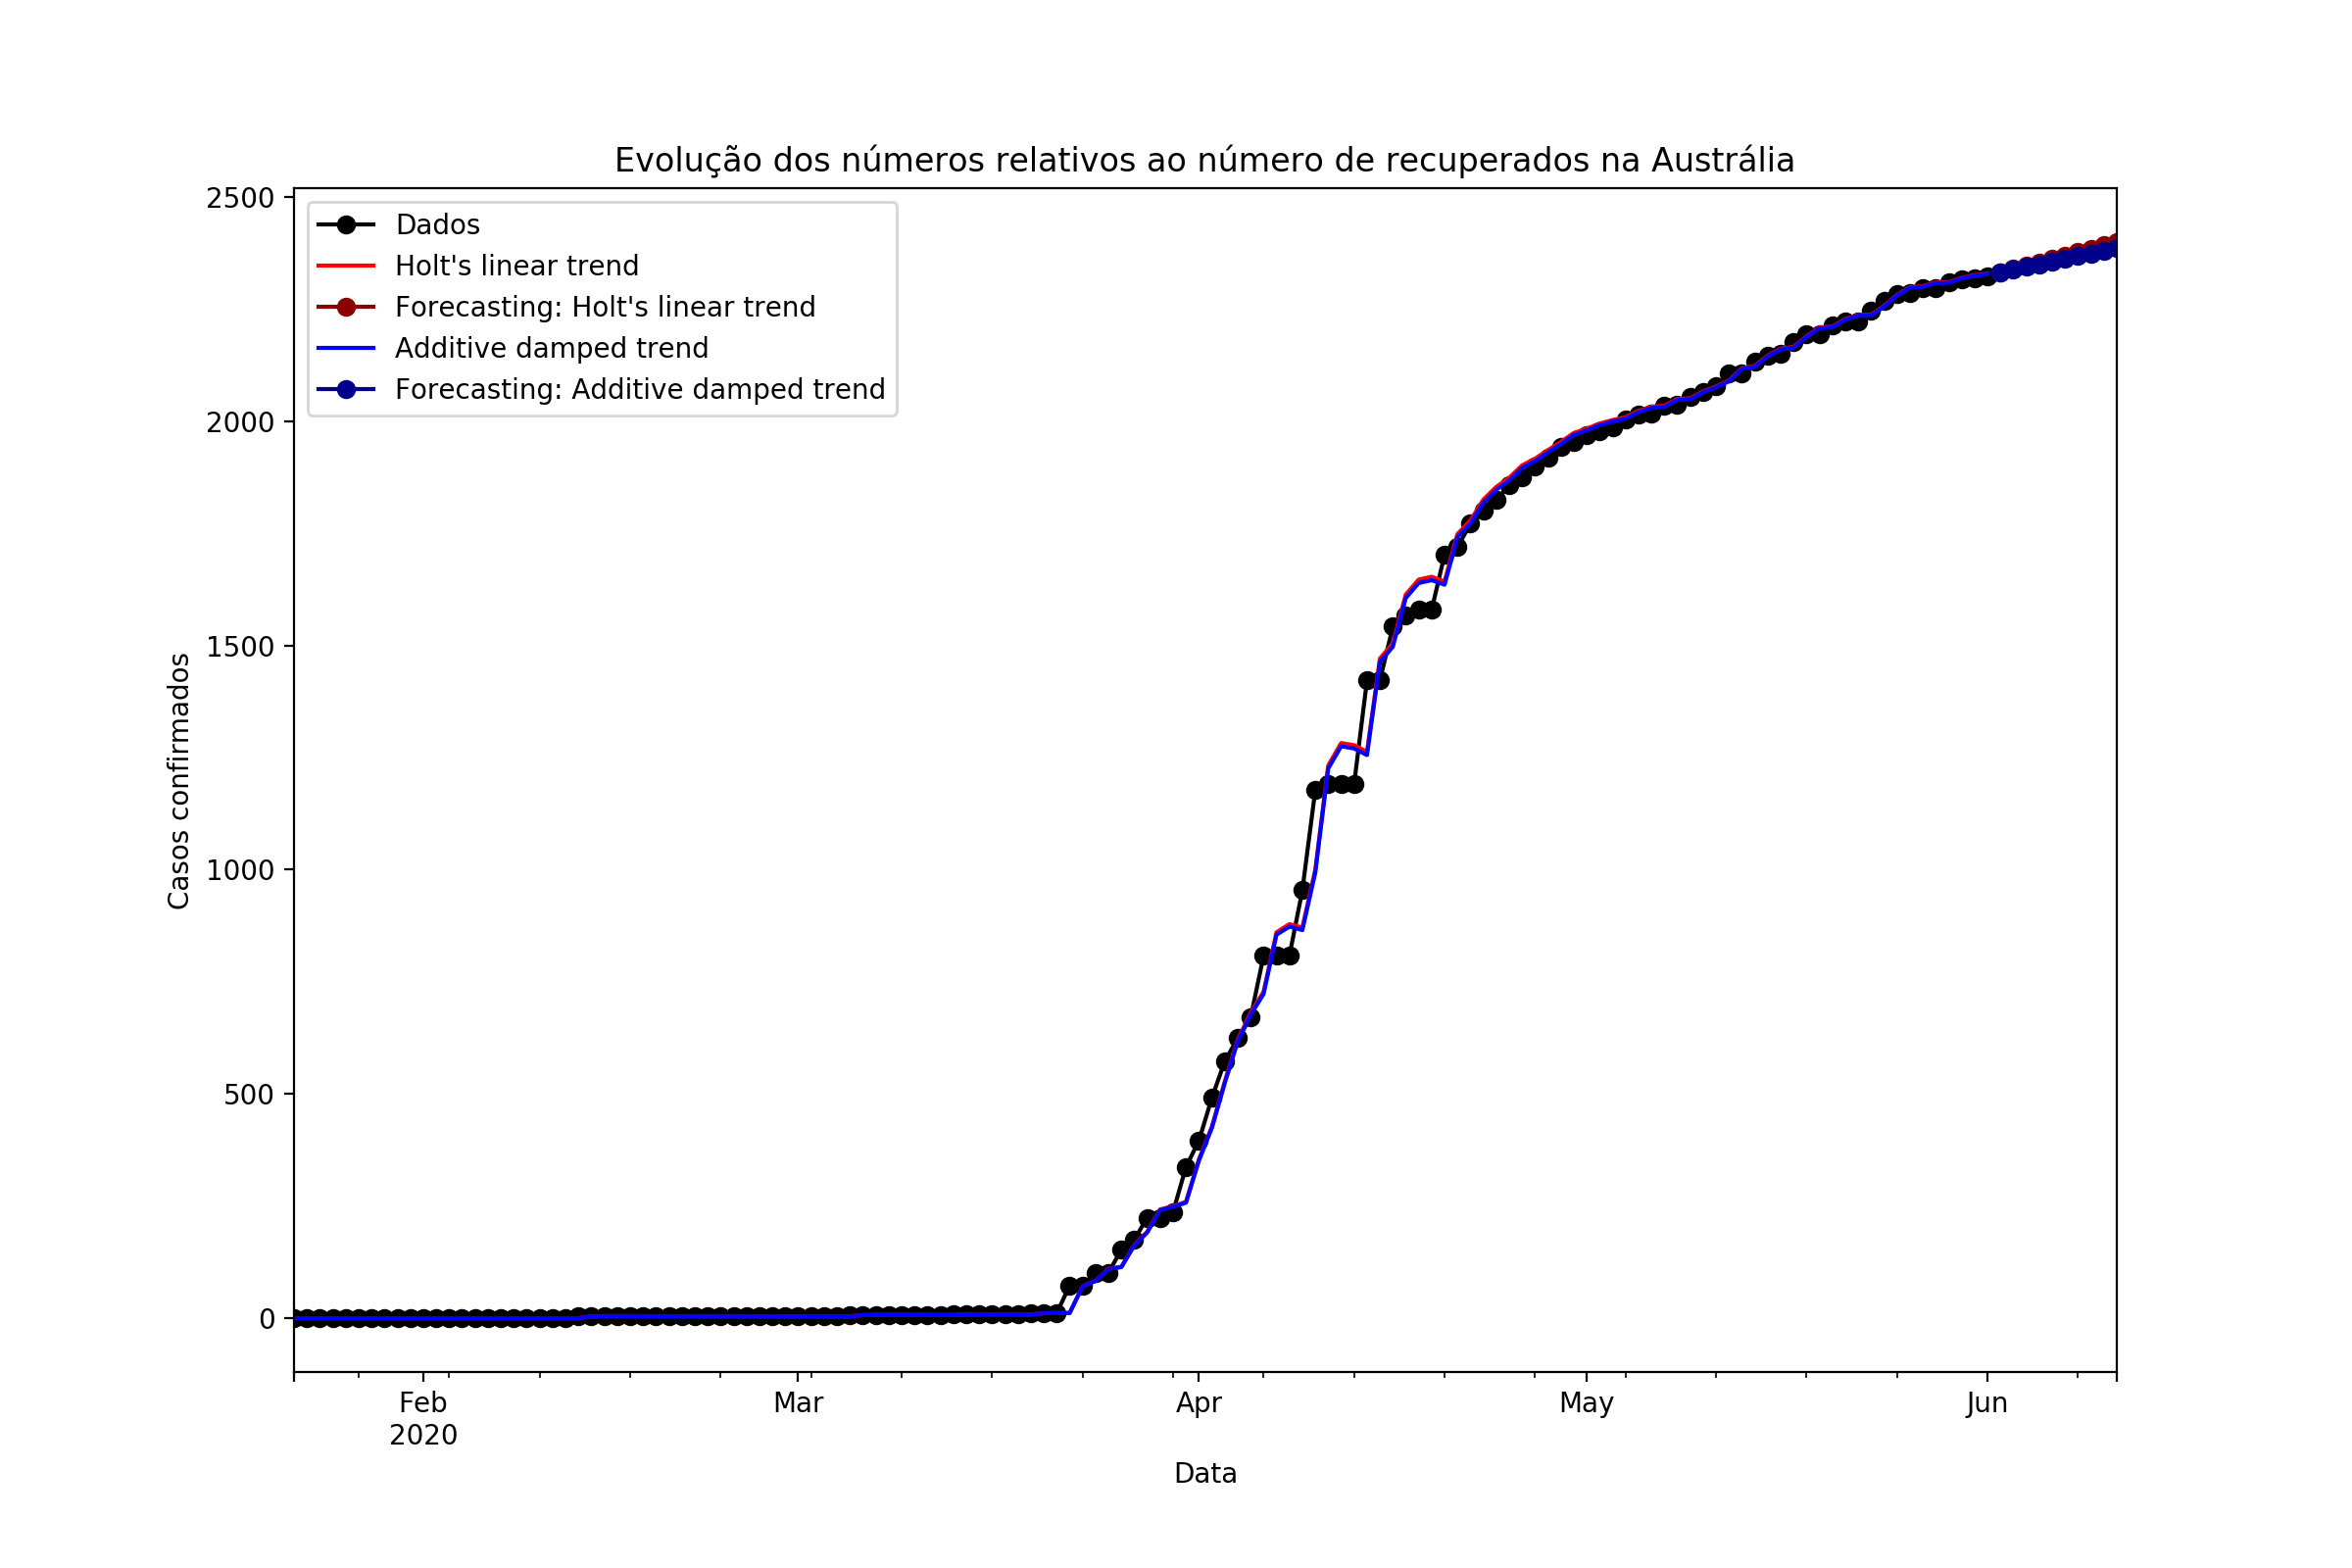 Evolução dos números relativos ao número de recuperados na Austrália
2500
2000
1500
1000
500
0
Casos confirmados
Dados
Holt's linear trend
Forecasting: Holt's linear trend
Additive damped trend
Forecasting: Additive damped trend
Feb
2020
Mar
Apr
May
Jun
Data